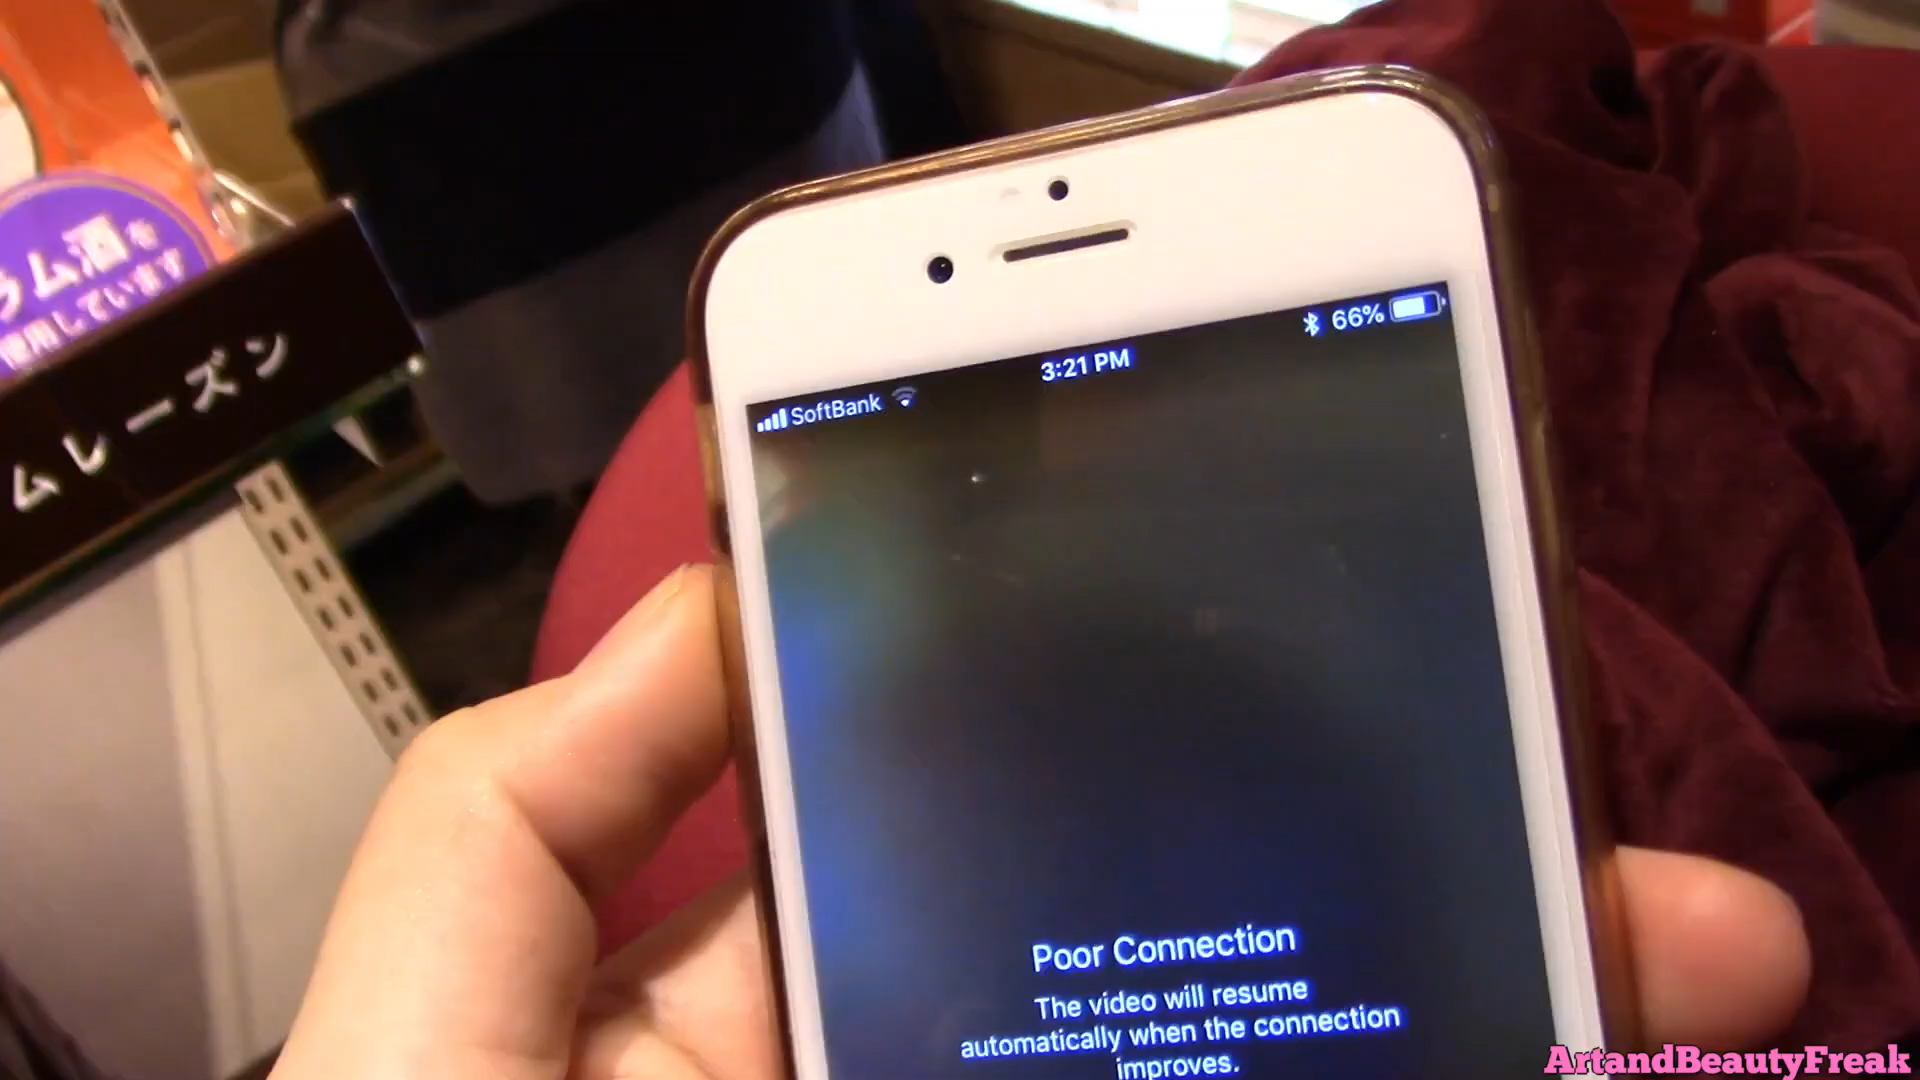 ラム酒を
使用しています
ムレーズン
SoftBank
3:21 PM
66%
Poor Connection
The video will resume
automatically when the connection
improves.
ArtandBeautyFreak